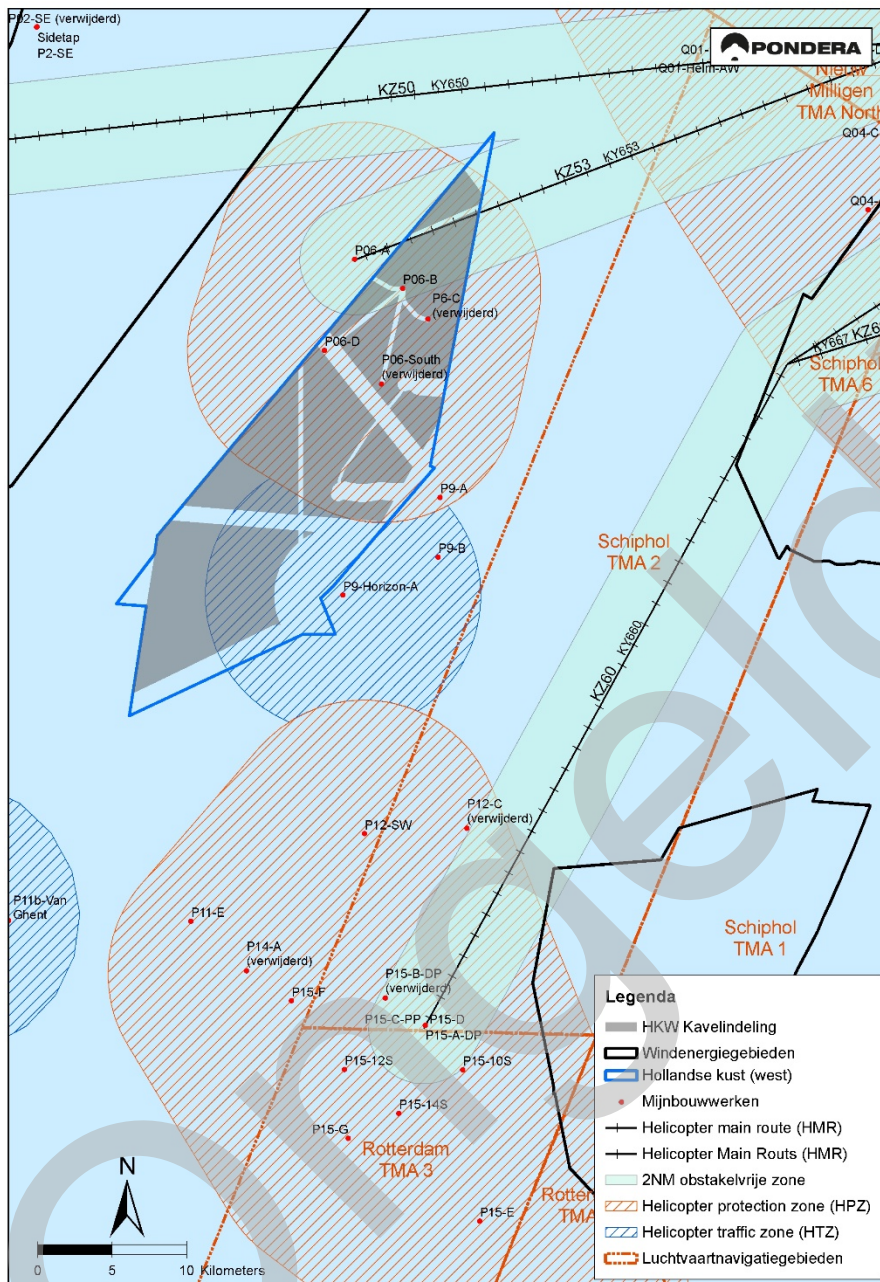 P02-SE (verwijderd)
Sidetap
P2-SE
PONDERA
Q01-
Q01-Helm-AW
Nieuw
Milligen
TMA North
Q04-C
Q04-
KZ50
KY650
KZ53
KY653
P06-A
P06-B
P6-C
(verwijderd)
P06-D
P06-South
(verwijderd)
KY667
Schiphol
TMA 6
P9-A
P9-B
P9-Horizon-A
Schiphol
TMA 2
KZ60
KY660
P12-C
(verwijderd)
P12-SW
P11b-Van
Ghent
P11-E
P14-A
(verwijderd)
P15-F
P15-B-DP
(verwijderd)
P15-C-PP
P15-D
P15-A-DP
P15-12S
P15-10S
P15-14S
P15-G
Rotterdam
TMA 3
P15-E
TMA
Schiphol
TMA 1
Legenda
HKW Kavelindeling
Windenergiegebieden
Hollandse kust (west)
Mijnbouwwerken
Helicopter main route (HMR)
Helicopter Main Routs (HMR)
2NM obstakelvrije zone
Helicopter protection zone (HPZ)
Helicopter traffic zone (HTZ)
Luchtvaartnavigatiegebieden
N
0 5 10 Kilometers